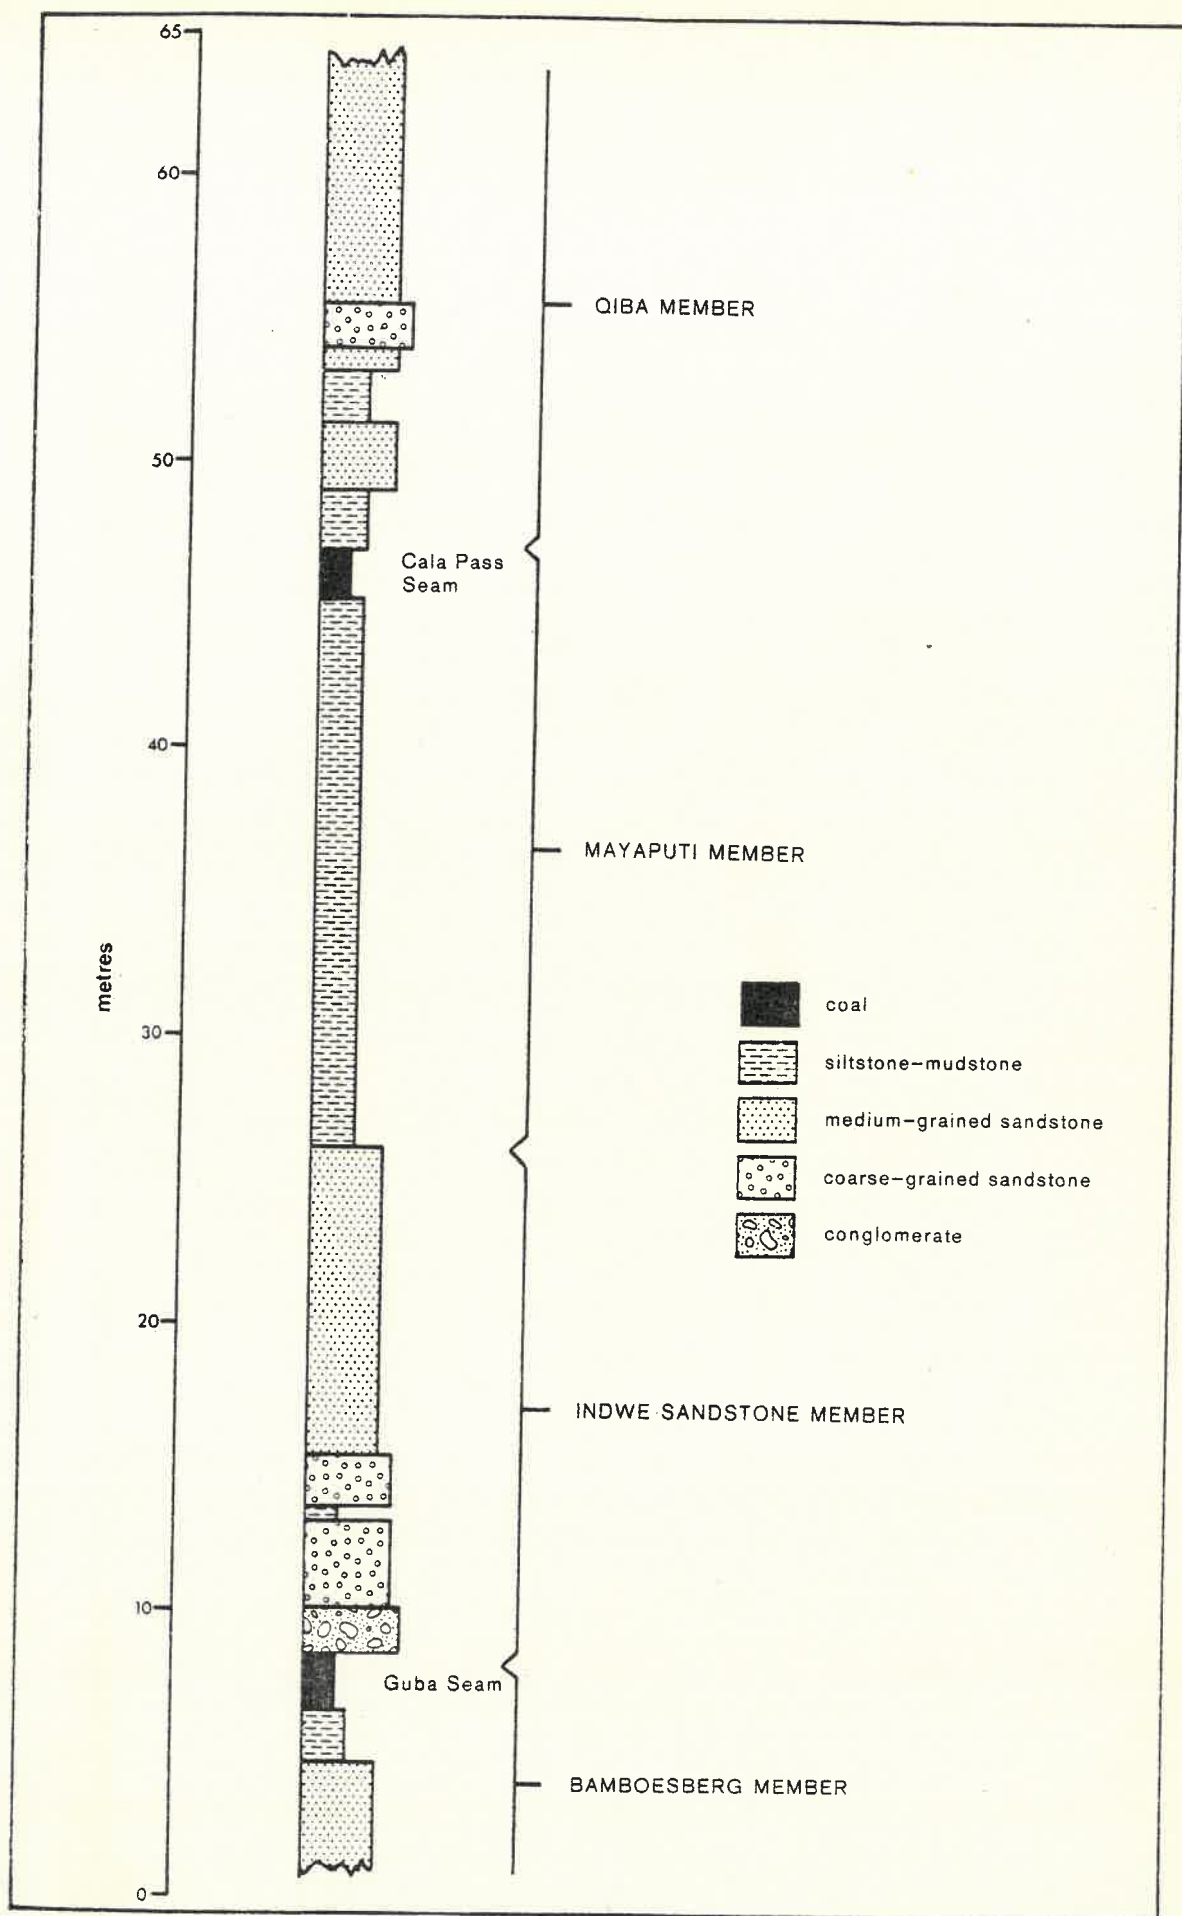 65
60
QIBA MEMBER
50
Cala Pass
Seam
40
MAYAPUTI MEMBER
metres
coal
30
siltstone–mudstone
medium–grained sandstone
coarse–grained sandstone
conglomerate
20
INDWE SANDSTONE MEMBER
10
Guba Seam
BAMBOESBERG MEMBER
0